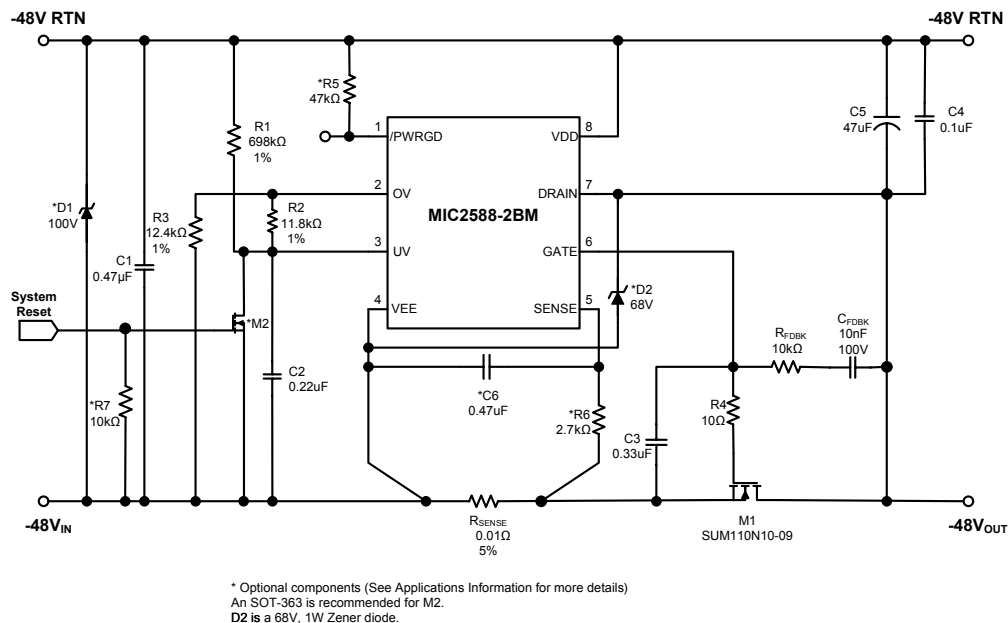 -48V RTN
-48V RTN
*R5
47kΩ
R1
698kΩ
1%
1
/PWRGD
VDD
8
C5
47uF
C4
0.1uF
*D1
100V
R3
12.4kΩ
1%
2
OV
R2
11.8kΩ
1%
DRAIN
7
MIC2588-2BM
C1
0.47µF
3
UV
GATE
6
*D2
68V
4
VEE
SENSE
5
System
Reset
*M2
*R7
10kΩ
C2
0.22uF
*C6
0.47uF
*R6
2.7kΩ
RFDBK
10kΩ
CFDBK
10nF
100V
R4
10Ω
C3
0.33uF
-48VIN
RSENSE
0.01Ω
5%
M1
SUM110N10-09
-48VOUT
* Optional components (See Applications Information for more details)
An SOT-363 is recommended for M2.
D2 is a 68V, 1W Zener diode.